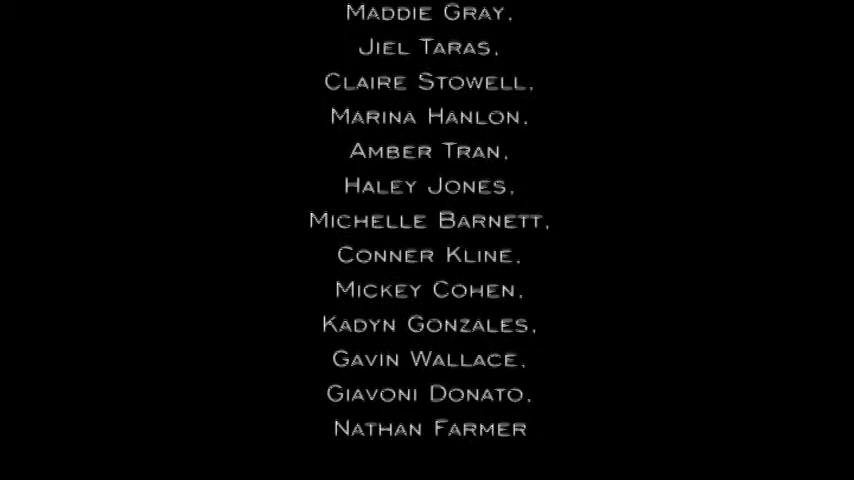 Maddie Gray,
Jiel Taras,
Claire Stowell,
Marina Hanlon,
Amber Tran,
Haley Jones,
Michelle Barnett,
Conner Kline,
Mickey Cohen,
Kadyn Gonzales,
Gavin Wallace,
Giavoni Donato,
Nathan Farmer